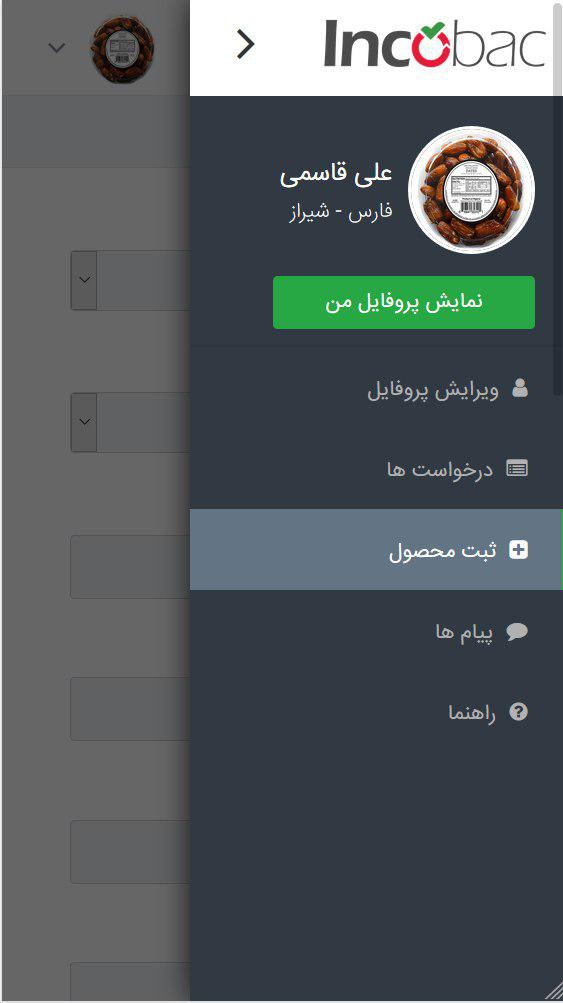 Incobac
علی قاسمی
فارس - شیراز
نمایش پروفایل من
ویرایش پروفایل
درخواست ها
ثبت محصول
پیام ها
راهنما